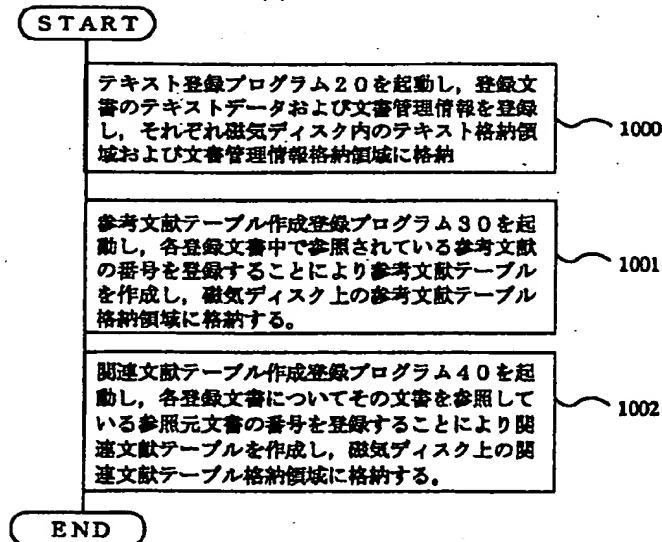 START
テキスト登録プログラム20を起動し，登録文
書のテキストデータおよび文書管理情報を登録
し，それぞれ磁気ディスク内のテキスト格納領
域および文書管理情報格納領域に格納
1000
参考文献テーブル作成登録プログラム30を起
動し，各登録文書中で参照されている参考文献
の番号を登録することにより参考文献テーブル
を作成し，磁気ディスク上の参考文献テーブル
格納領域に格納する。
1001
関連文献テーブル作成登録プログラム40を起
動し，各登録文書についてその文書を参照して
いる参照元文書の番号を登録することにより関
連文献テーブルを作成し，磁気ディスク上の関
連文献テーブル格納領域に格納する。
1002
END